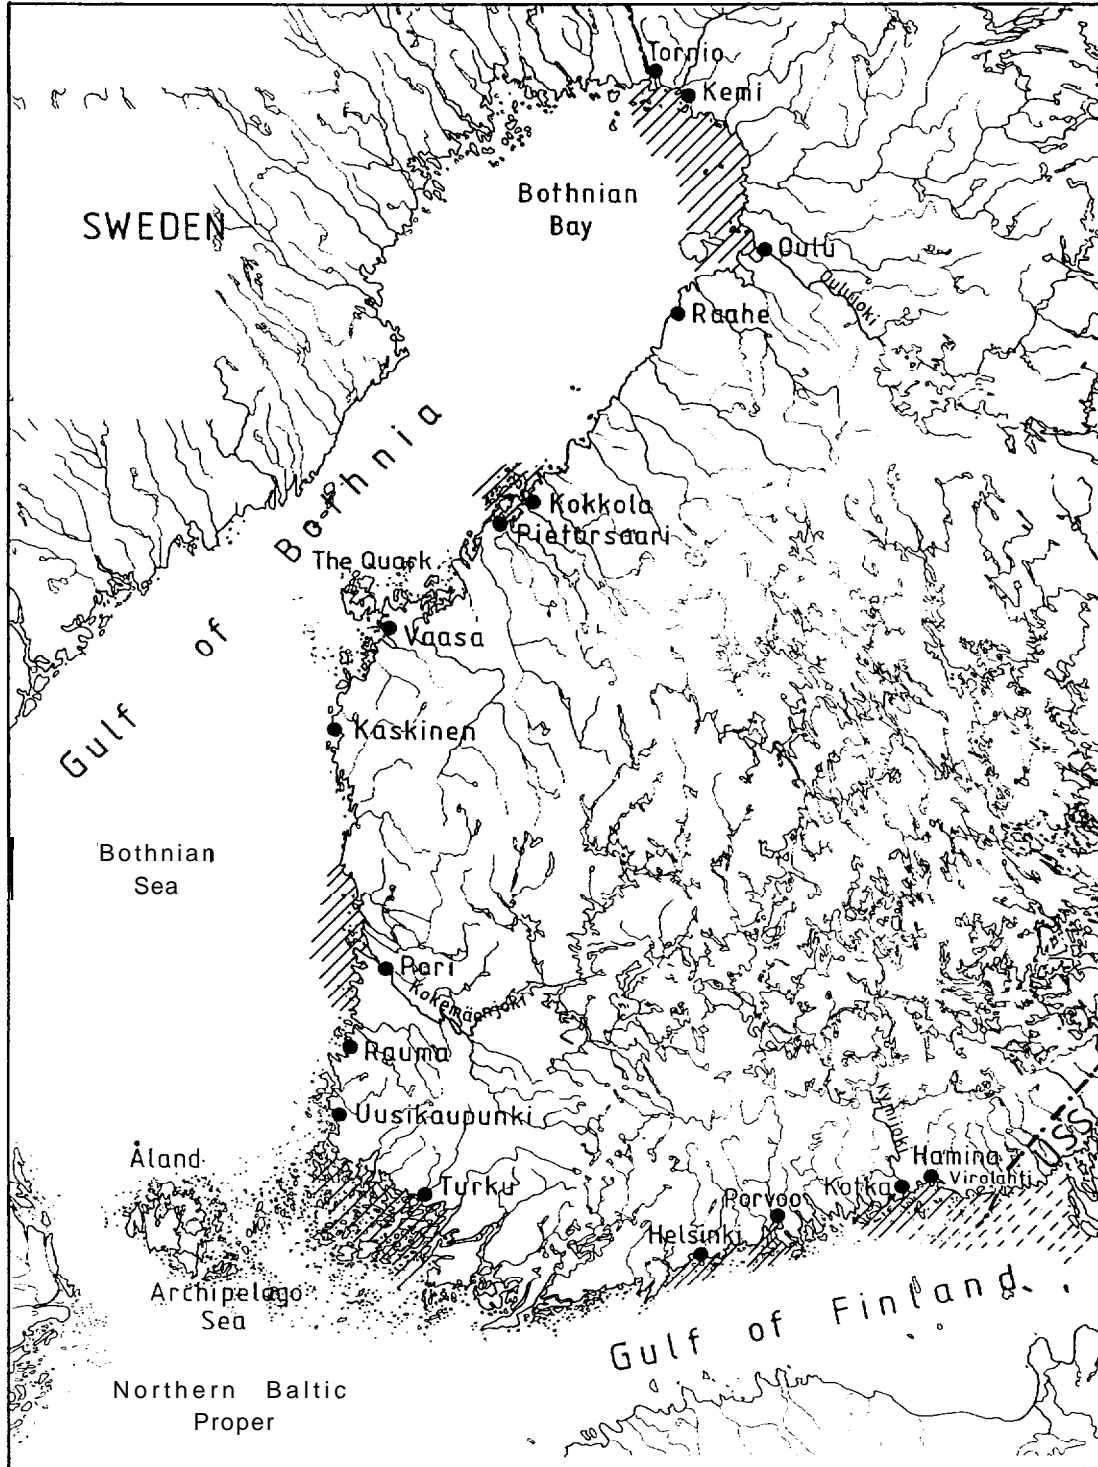 Tornio
Kemi
Bothnian
Bay
SWEDEN
Oulu
Oulujoki
Raahe
Gulf of Bothnia
Kokkola
Pietarsaari
The Quark
Vaasa
Kaskinen
Bothnian
Sea
Pori
Kokemäenjoki
Rauma
Uusikaupunki
Åland
Turku
Kymijoki
Hamina
Virolahti
USS
Kotka
Porvoo
Helsinki
Archipelago
Sea
Gulf of Finland
Northern Baltic
Proper